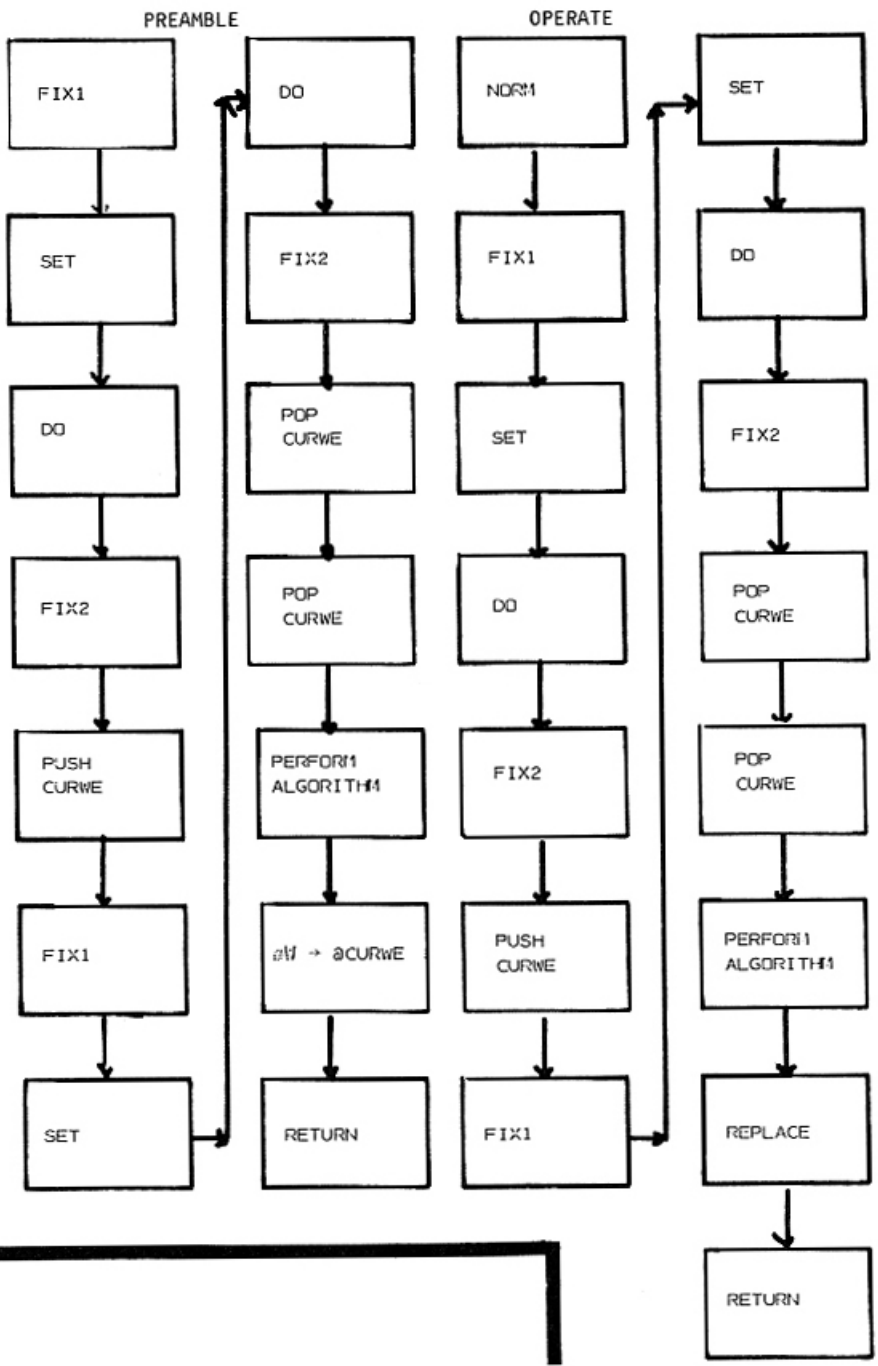 PREAMBLE
FIX1
SET
DO
FIX2
PUSH
CURWE
FIX1
SET
DO
FIX2
POP
CURWE
POP
CURWE
PERFORM
ALGORITHM
→ @CURWE
RETURN
OPERATE
NORM
FIX1
SET
DO
FIX2
PUSH
CURWE
FIX1
SET
DO
FIX2
POP
CURWE
POP
CURWE
PERFORM
ALGORITHM
REPLACE
RETURN